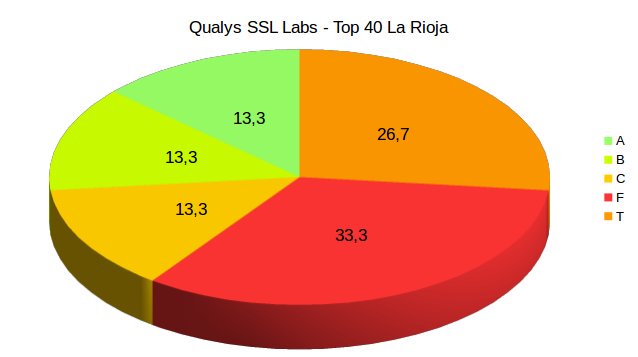 Qualys SSL Labs - Top 40 La Rioja
13,3
26,7
13,3
13,3
33,3
A
B
C
F
T